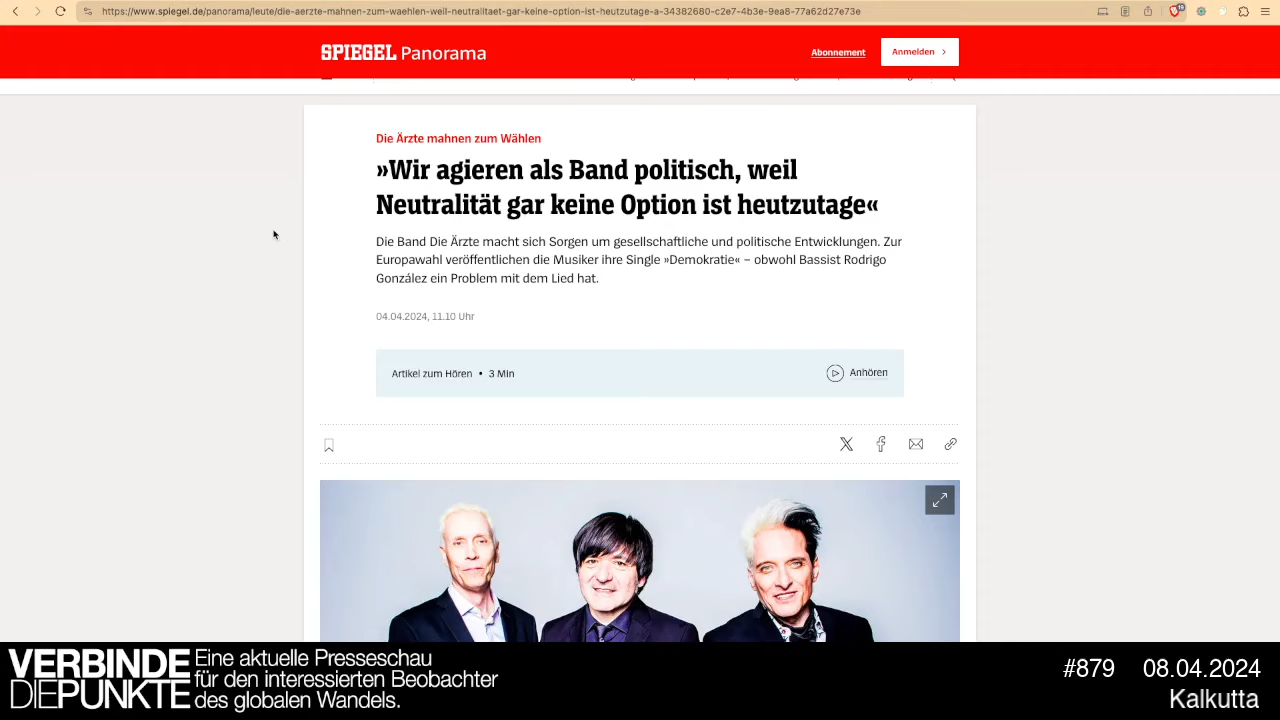 https://www.spiegel.de/panorama/leute/die-aerzte-mahnen-zum-waehlen-weil-neutralitaet-gar-keine-option-ist-heutzutage-a-34382680-c2e7-4b3e-9ea8-77a62d27e73e
SPIEGEL Panorama
Abonnement
Anmelden
Die Ärzte mahnen zum Wählen
»Wir agieren als Band politisch, weil
Neutralität gar keine Option ist heutzutage«
Die Band Die Ärzte macht sich Sorgen um gesellschaftliche und politische Entwicklungen. Zur
Europawahl veröffentlichen die Musiker ihre Single »Demokratie« – obwohl Bassist Rodrigo
González ein Problem mit dem Lied hat.
04.04.2024, 11.10 Uhr
Artikel zum Hören • 3 Min
Anhören
VERBINDE
DIEPUNKTE
Eine aktuelle Presseschau
für den interessierten Beobachter
des globalen Wandels.
#879 08.04.2024
Kalkutta